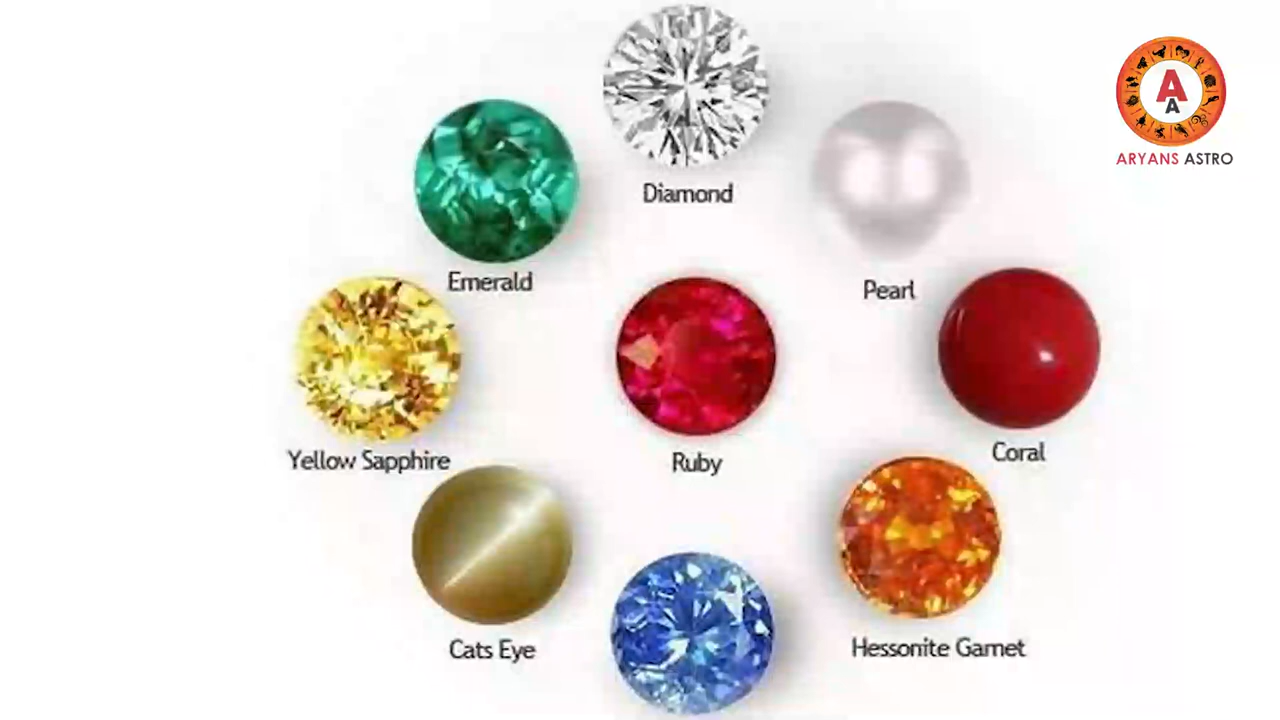 Diamond
A
A
ARYANS ASTRO
Emerald
Pearl
Yellow Sapphire
Ruby
Coral
Cats Eye
Hessonite Garnet